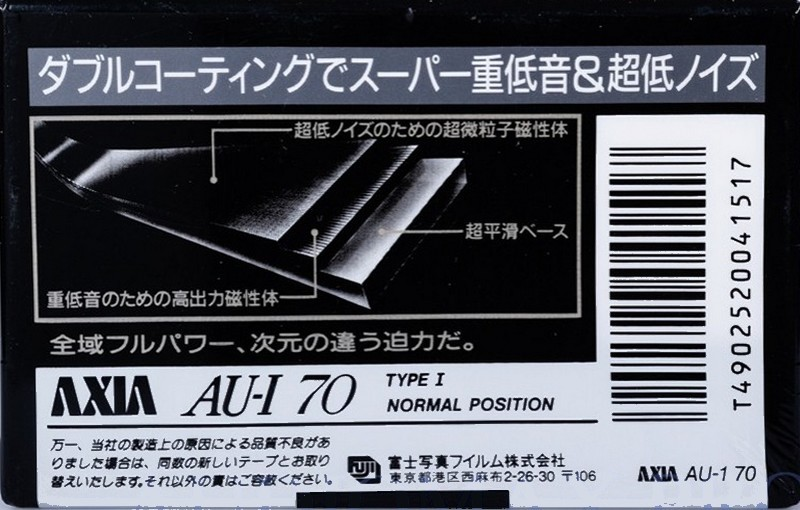 ダブルコーティングでスーパー重低音&超低ノイズ
超低ノイズのための超微粒子磁性体
超平滑ベース
重低音のための高出力磁性体
全域フルパワー、次元の違う迫力だ。
AXIA AU-I 70 TYPE I
NORMAL POSITION
万一、当社の製造上の原因による品質不良があ
りました場合は、同数の新しいテープとお取り
替えいたします。それ以外の責はご容赦ください。
FUJI 富士写真フイルム株式会社
東京都港区西麻布2-26-30 〒106
T4902520041517
AXIA AU-1 70